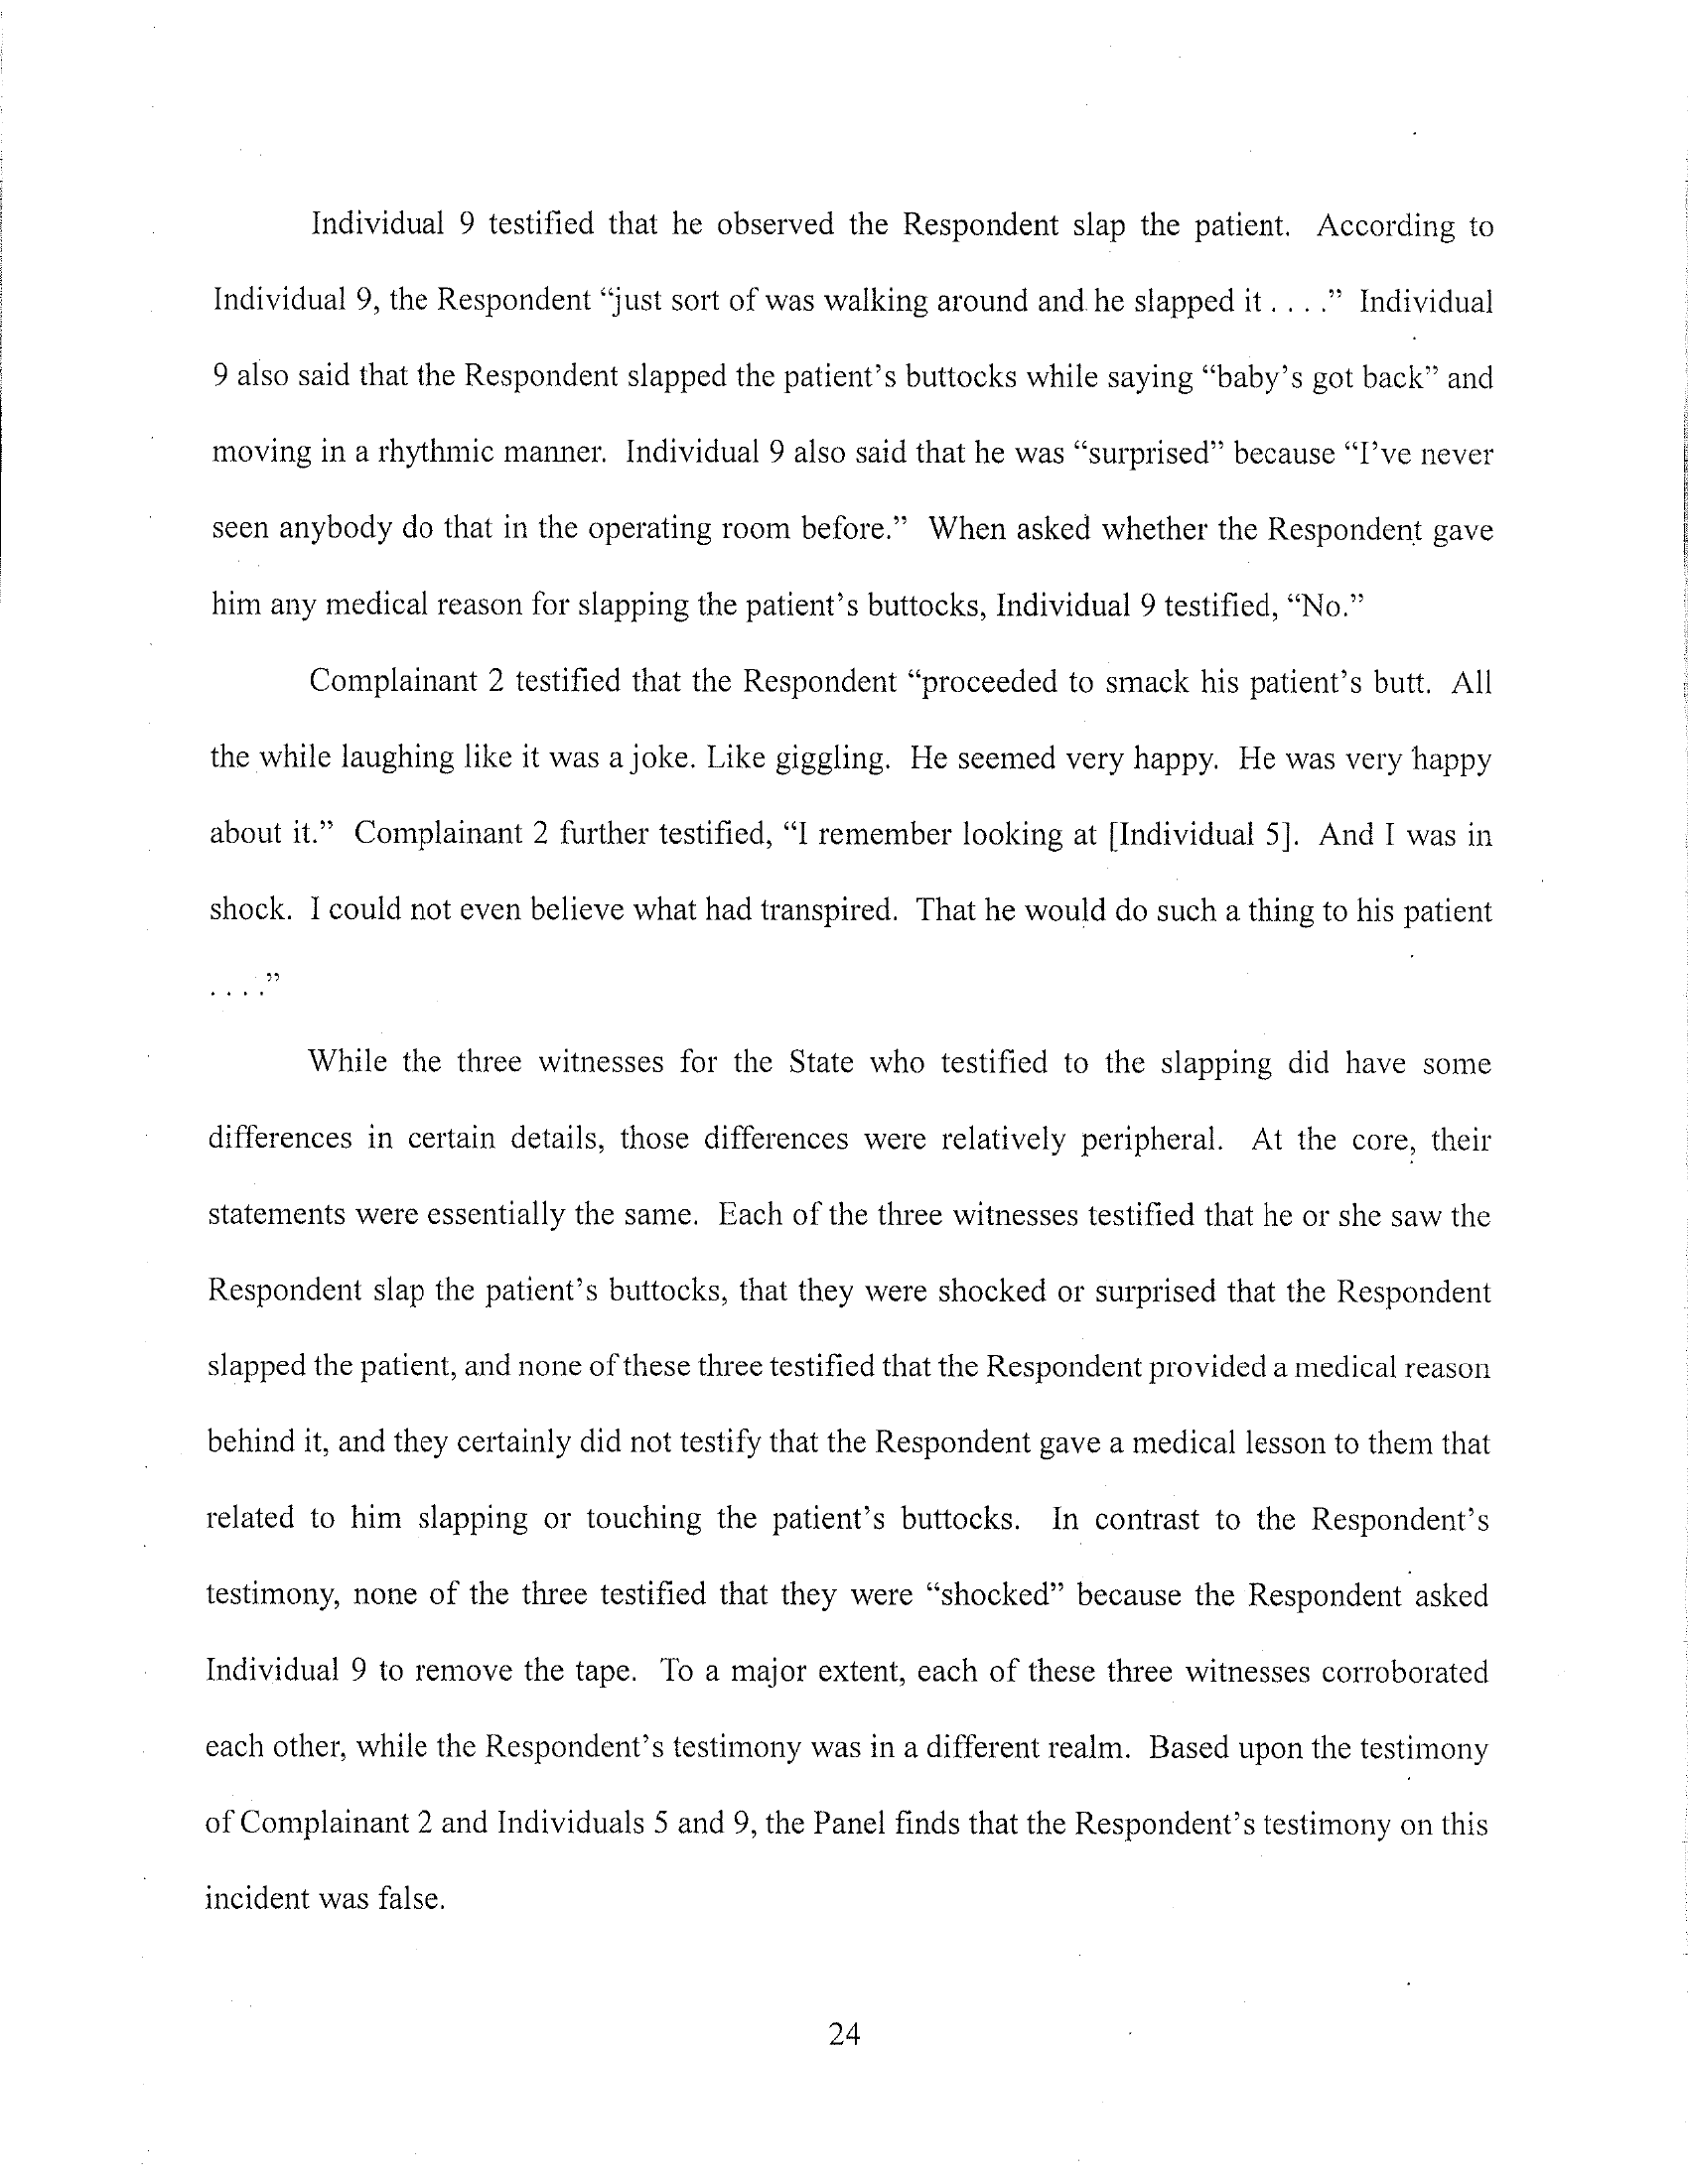 Individual 9 testified that he observed the Respondent slap the patient. According to
Individual 9, the Respondent “just sort of was walking around and he slapped it . . . .” Individual
9 also said that the Respondent slapped the patient’s buttocks while saying “baby’s got back” and
moving in a rhythmic manner. Individual 9 also said that he was “surprised” because “I’ve never
seen anybody do that in the operating room before.” When asked whether the Respondent gave
him any medical reason for slapping the patient’s buttocks, Individual 9 testified, “No.”
Complainant 2 testified that the Respondent “proceeded to smack his patient’s butt. All
the while laughing like it was a joke. Like giggling. He seemed very happy. He was very happy
about it.” Complainant 2 further testified, “I remember looking at [Individual 5]. And I was in
shock. I could not even believe what had transpired. That he would do such a thing to his patient
. . . .”
While the three witnesses for the State who testified to the slapping did have some
differences in certain details, those differences were relatively peripheral. At the core, their
statements were essentially the same. Each of the three witnesses testified that he or she saw the
Respondent slap the patient’s buttocks, that they were shocked or surprised that the Respondent
slapped the patient, and none of these three testified that the Respondent provided a medical reason
behind it, and they certainly did not testify that the Respondent gave a medical lesson to them that
related to him slapping or touching the patient’s buttocks. In contrast to the Respondent’s
testimony, none of the three testified that they were “shocked” because the Respondent asked
Individual 9 to remove the tape. To a major extent, each of these three witnesses corroborated
each other, while the Respondent’s testimony was in a different realm. Based upon the testimony
of Complainant 2 and Individuals 5 and 9, the Panel finds that the Respondent’s testimony on this
incident was false.
24